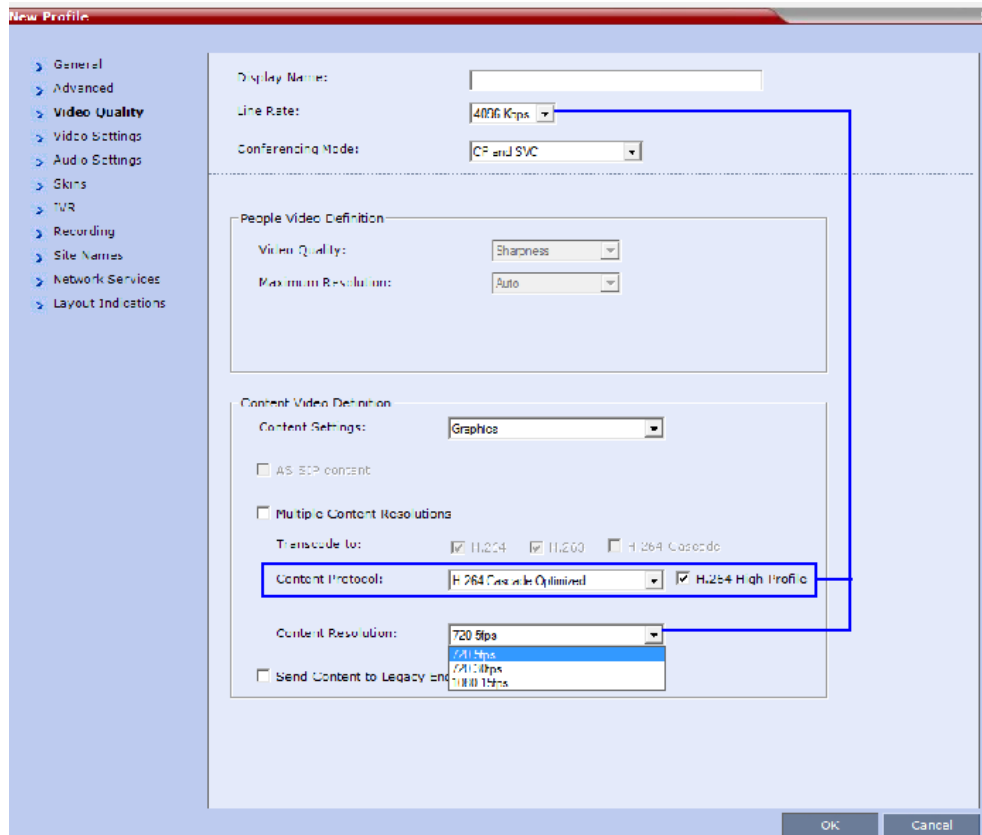 New Profile
General
Advanced
Video Quality
Video Settings
Audio Settings
Skins
IVR
Recording
Site Names
Network Services
Layout Indications
Display Name:
Line Rate:
4096 Kbps
Conferencing Mode:
CP and SVC
People Video Definition
Video Quality:
Sharpness
Maximum Resolution:
Auto
Content Video Definition
Content Settings:
Graphics
AS SIP content
Multiple Content Resolutions
Transcode to:
H.264
H.263
H.264 Cascade
Content Protocol:
H.264 Cascade Optimized
H.264 High Profile
Content Resolution:
720 5fps
720 5fps
720 30fps
1080 15fps
Send Content to Legacy
OK
Cancel